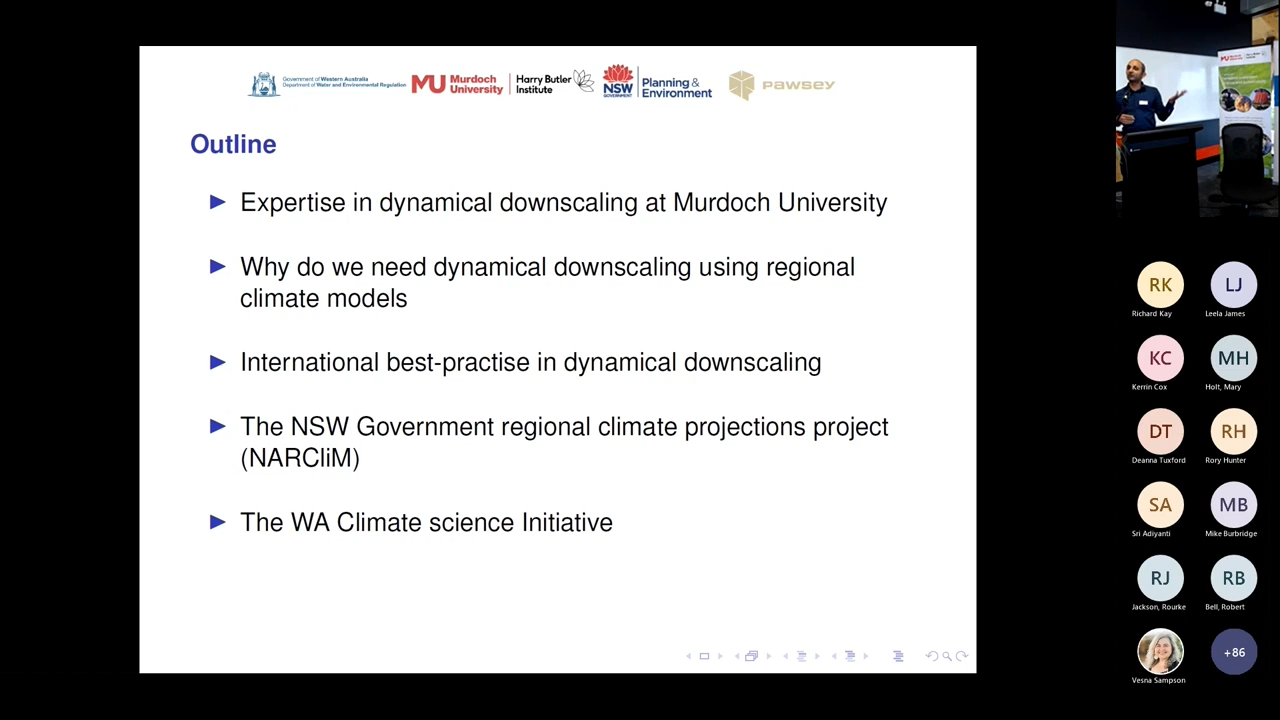 Government of Western Australia
Department of Water and Environmental Regulation
MU Murdoch University
Harry Butler Institute
NSW GOVERNMENT
Planning & Environment
PAWSEY
Outline
Expertise in dynamical downscaling at Murdoch University
Why do we need dynamical downscaling using regional
climate models
International best-practise in dynamical downscaling
The NSW Government regional climate projections project
(NARCliM)
The WA Climate science Initiative
RK
LJ
Richard Kay
Leela James
KC
MH
Kerrin Cox
Holt, Mary
DT
RH
Deanna Tuxford
Rory Hunter
SA
MB
Sri Adiyanti
Mike Burbridge
RJ
RB
Jackson, Rourke
Bell, Robert
+86
Vesna Sampson